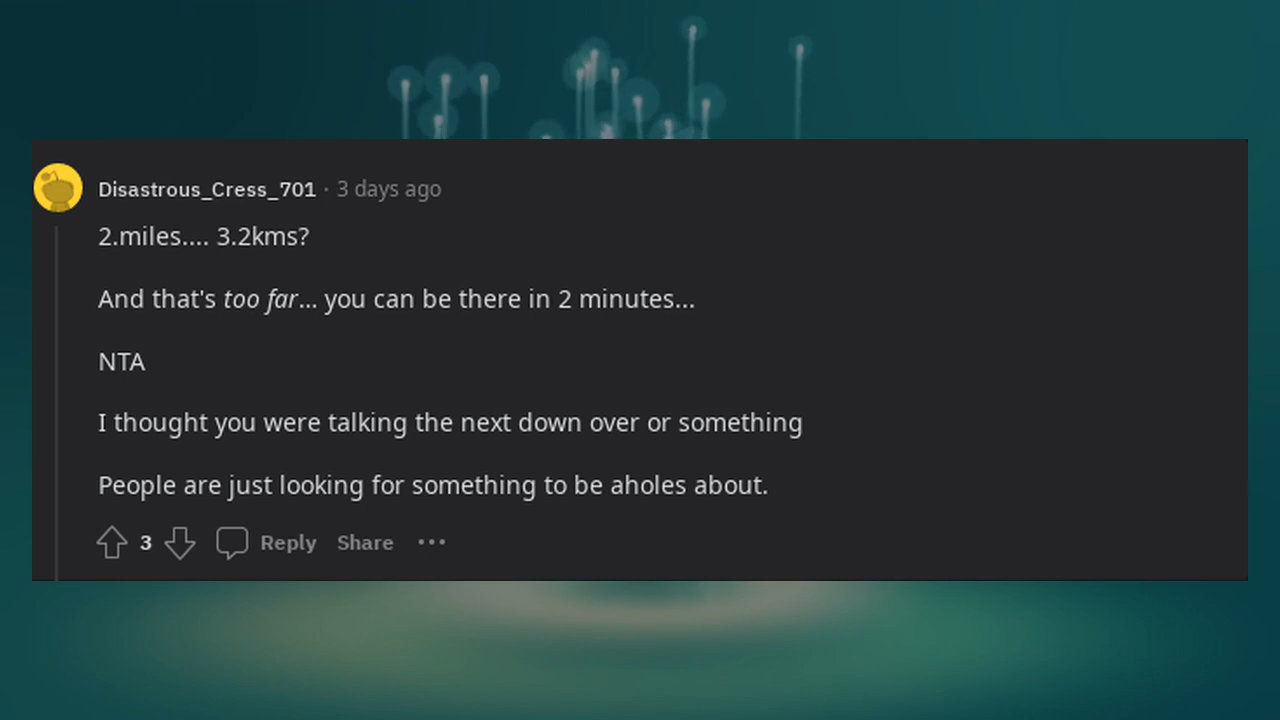 Disastrous_Cress_701 · 3 days ago
2.miles.... 3.2kms?
And that's too far... you can be there in 2 minutes...
NTA
I thought you were talking the next down over or something
People are just looking for something to be aholes about.
3 Reply Share ···